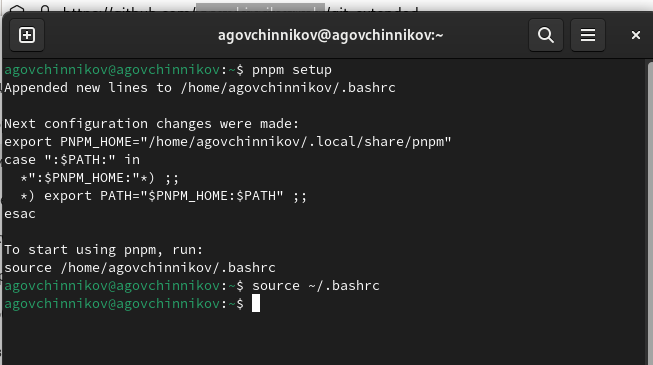 agovchinnikov@agovchinnikov:~
agovchinnikov@agovchinnikov:~$ pnpm setup
Appended new lines to /home/agovchinnikov/.bashrc

Next configuration changes were made:
export PNPM_HOME="/home/agovchinnikov/.local/share/pnpm"
case ":$PATH:" in
  *":$PNPM_HOME:"*) ;;
  *) export PATH="$PNPM_HOME:$PATH" ;;
esac

To start using pnpm, run:
source /home/agovchinnikov/.bashrc
agovchinnikov@agovchinnikov:~$ source ~/.bashrc
agovchinnikov@agovchinnikov:~$